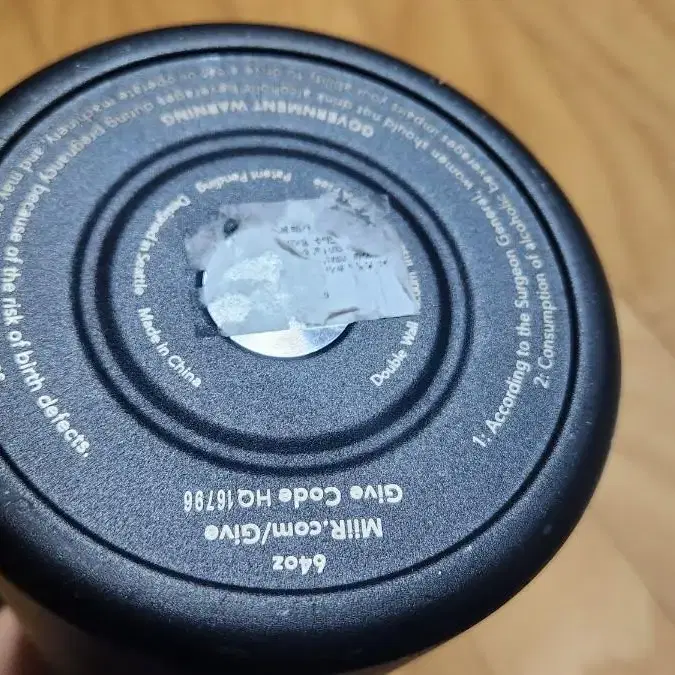 GOVERNMENT WARNING
1: According to the Surgeon General, women should not drink alcoholic beverages during pregnancy because of the risk of birth defects.
2: Consumption of alcoholic beverages impairs your ability to drive a car or operate machinery, and may
Double Wall
Patent Pending
Designed in Seattle
Made in China
64oz
MiiR.com/Give
Give Code HQ16796